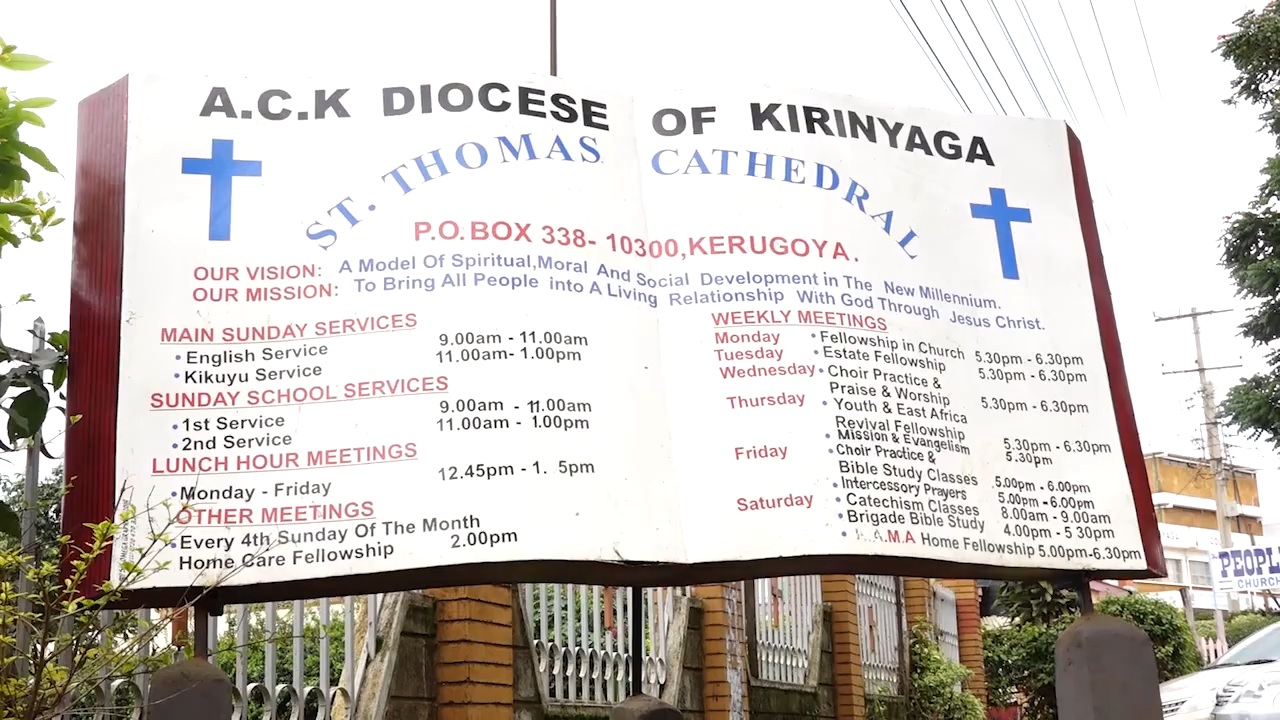 A.C.K DIOCESE OF KIRINYAGA
ST. THOMAS CATHEDRAL
P.O. BOX 338- 10300, KERUGOYA.
OUR VISION: A Model Of Spiritual,Moral And Social Development in The New Millennium.
OUR MISSION: To Bring All People into A Living Relationship With God Through Jesus Christ.
MAIN SUNDAY SERVICES
• English Service 9.00am - 11.00am
• Kikuyu Service 11.00am- 1.00pm
SUNDAY SCHOOL SERVICES
• 1st Service 9.00am - 11.00am
• 2nd Service 11.00am - 1.00pm
LUNCH HOUR MEETINGS
• Monday - Friday 12.45pm - 1. 5pm
OTHER MEETINGS
• Every 4th Sunday Of The Month
• Home Care Fellowship 2.00pm
WEEKLY MEETINGS
Monday • Fellowship in Church 5.30pm - 6.30pm
Tuesday • Estate Fellowship 5.30pm - 6.30pm
Wednesday • Choir Practice &
Praise & Worship 5.30pm - 6.30pm
Thursday • Youth & East Africa
Revival Fellowship 5.30pm - 6.30pm
• Mission & Evangelism 5.30pm
Friday • Choir Practice &
Bible Study Classes 5.00pm - 6.00pm
• Intercessory Prayers 5.00pm - 6.00pm
Saturday • Catechism Classes 8.00am - 9.00am
• Brigade Bible Study 4.00pm - 5 30pm
• .A.M.A Home Fellowship 5.00pm-6.30pm
PEOPL
CHURCH